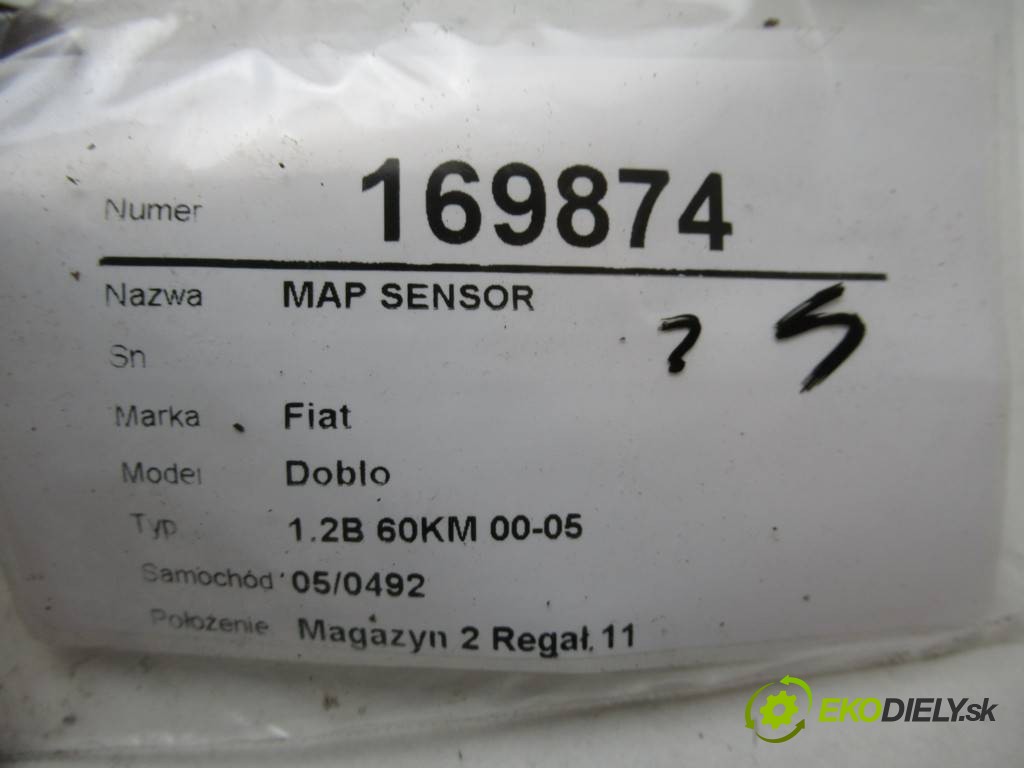 Numer 169874
Nazwa MAP SENSOR
? S
Sn
Marka Fiat
Model Doblo
Typ 1.2B 60KM 00-05
Samochód 05/0492
Położenie Magazyn 2 Regał 11
EKODIELY.sk